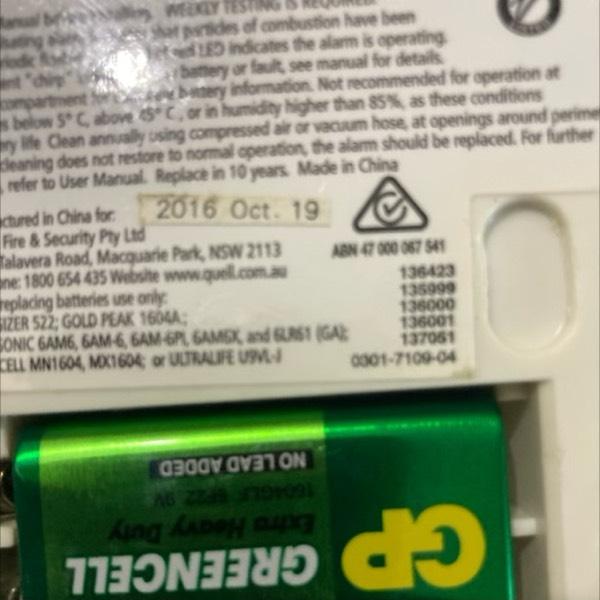 WEEKLY TESTING IS REQUIRED
that particles of combustion have been
LED indicates the alarm is operating.
"chirp" battery or fault, see manual for details.
compartment battery information. Not recommended for operation at
below 5° C, above 45° C, or in humidity higher than 85%, as these conditions
life Clean annually using compressed air or vacuum hose, at openings around
cleaning does not restore to normal operation, the alarm should be replaced. For further
, refer to User Manual. Replace in 10 years. Made in China
in China for:
2016 Oct. 19
Fire & Security Pty Ltd
Talavera Road, Macquarie Park, NSW 2113
ABN 47 000 067 541
1800 654 435 Website www.quell.com.au
136423
replacing batteries use only:
135999
522; GOLD PEAK 1604A;
136000
6AM6, 6AM-6, 6AM-6PI, 6AM6X, and 6LR61 (GA);
136001
137051
MN1604, MX1604; or ULTRALIFE U9VL-J
0301-7109-04
NO LEAD ADDED
1604GLF 6F22 9V
Extra Heavy Duty
GREENCELL
GP